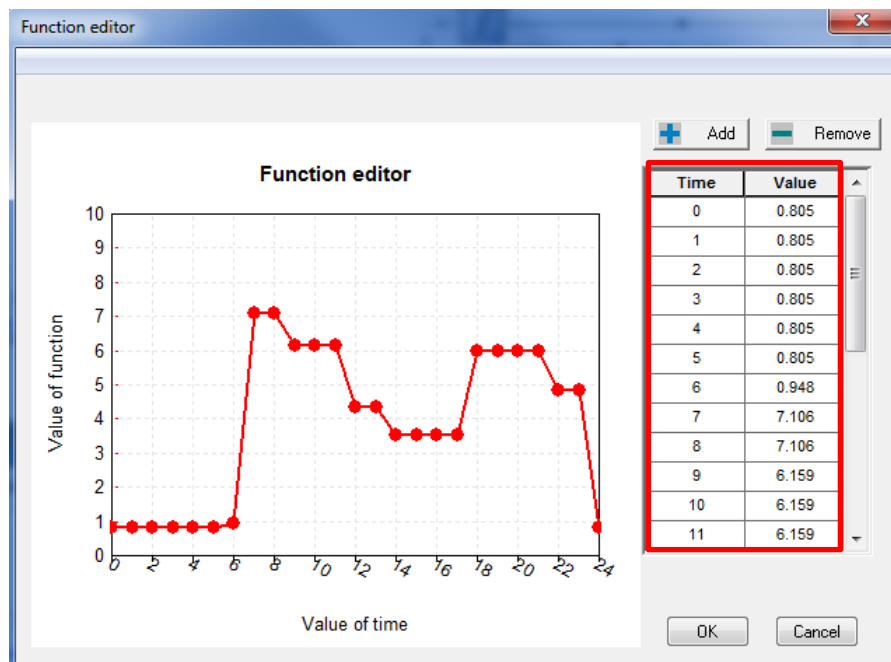 Function editor
x
Add
Remove
Function editor
Value of function
10
9
8
7
6
5
4
3
2
1
0
0 2 4 6 8 10 12 14 16 18 20 22 24
Value of time
Time Value
0 0.805
1 0.805
2 0.805
3 0.805
4 0.805
5 0.805
6 0.948
7 7.106
8 7.106
9 6.159
10 6.159
11 6.159
OK Cancel